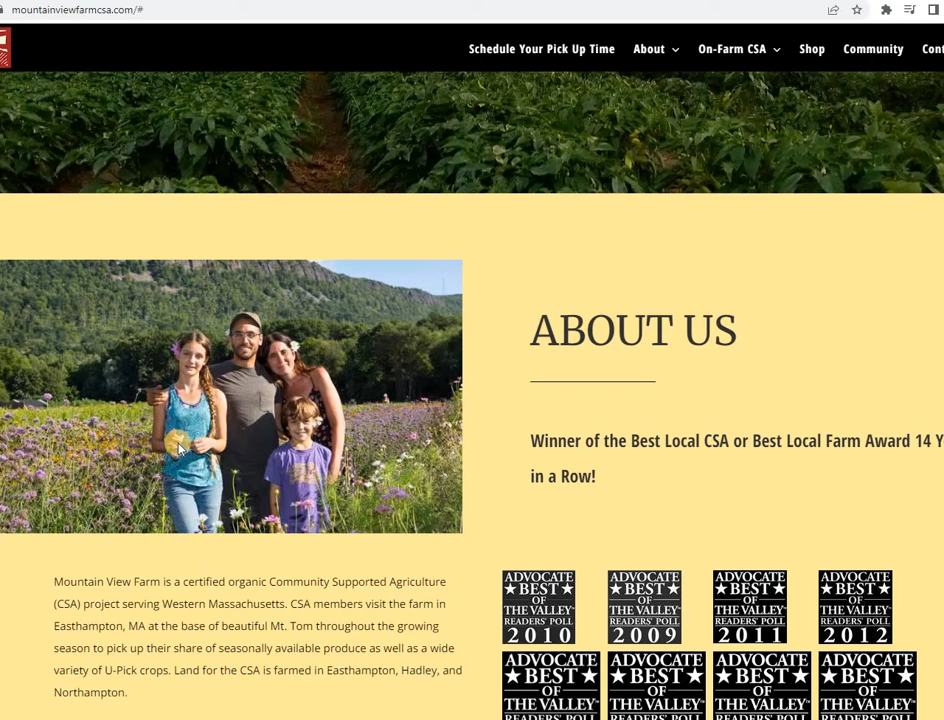 mountainviewfarmcsa.com/#
Schedule Your Pick Up Time About On-Farm CSA Shop Community
ABOUT US
Winner of the Best Local CSA or Best Local Farm Award 14
in a Row!
Mountain View Farm is a certified organic Community Supported Agriculture
(CSA) project serving Western Massachusetts. CSA members visit the farm in
Easthampton, MA at the base of beautiful Mt. Tom throughout the growing
season to pick up their share of seasonally available produce as well as a wide
variety of U-Pick crops. Land for the CSA is farmed in Easthampton, Hadley, and
Northampton.
ADVOCATE
BEST
OF
THE VALLEY
READERS' POLL
2010
ADVOCATE
BEST
OF
THE VALLEY
READERS' POLL
2009
ADVOCATE
BEST
OF
THE VALLEY
READERS' POLL
2011
ADVOCATE
BEST
OF
THE VALLEY
READERS' POLL
2012
ADVOCATE
BEST
OF
THE VALLEY
READERS' POLL
ADVOCATE
BEST
OF
THE VALLEY
READERS' POLL
ADVOCATE
BEST
OF
THE VALLEY
READERS' POLL
ADVOCATE
BEST
OF
THE VALLEY
READERS' POLL